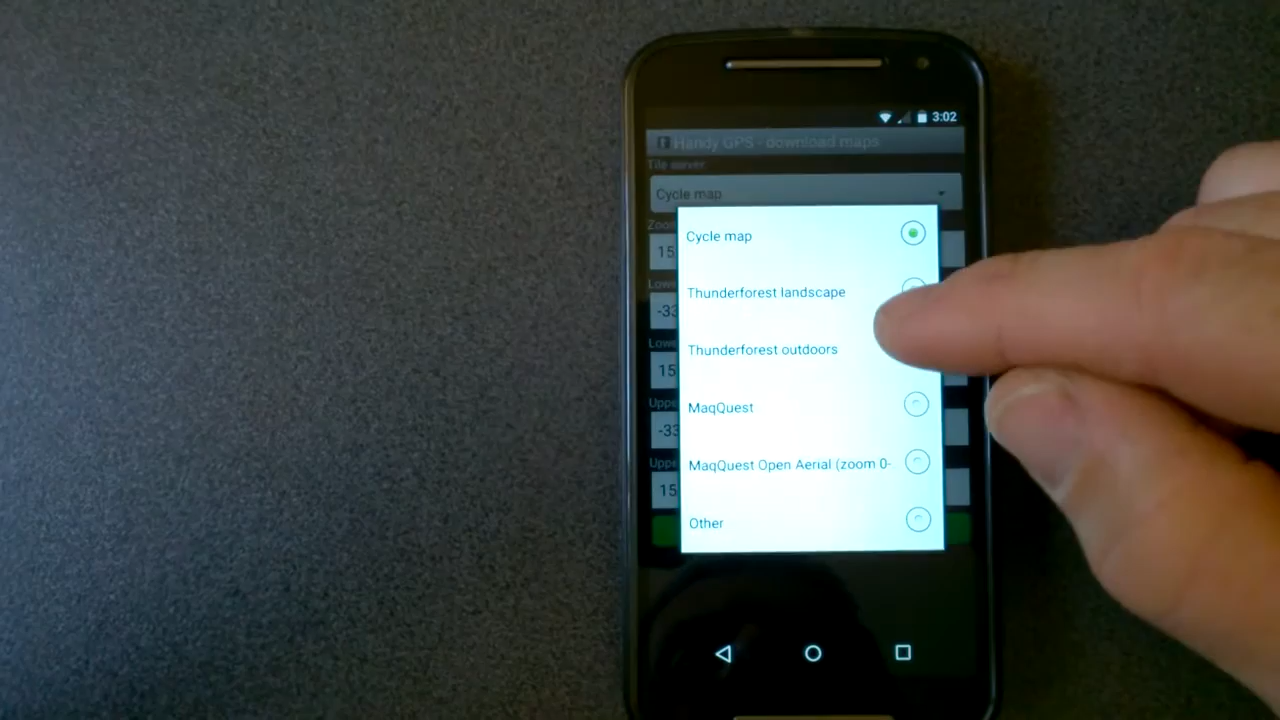 3:02
Handy GPS - download maps
Tile server
Cycle map
Cycle map
Thunderforest landscape
Thunderforest outdoors
MaqQuest
MaqQuest Open Aerial (zoom 0-
Other
15
-33
15
-33
15